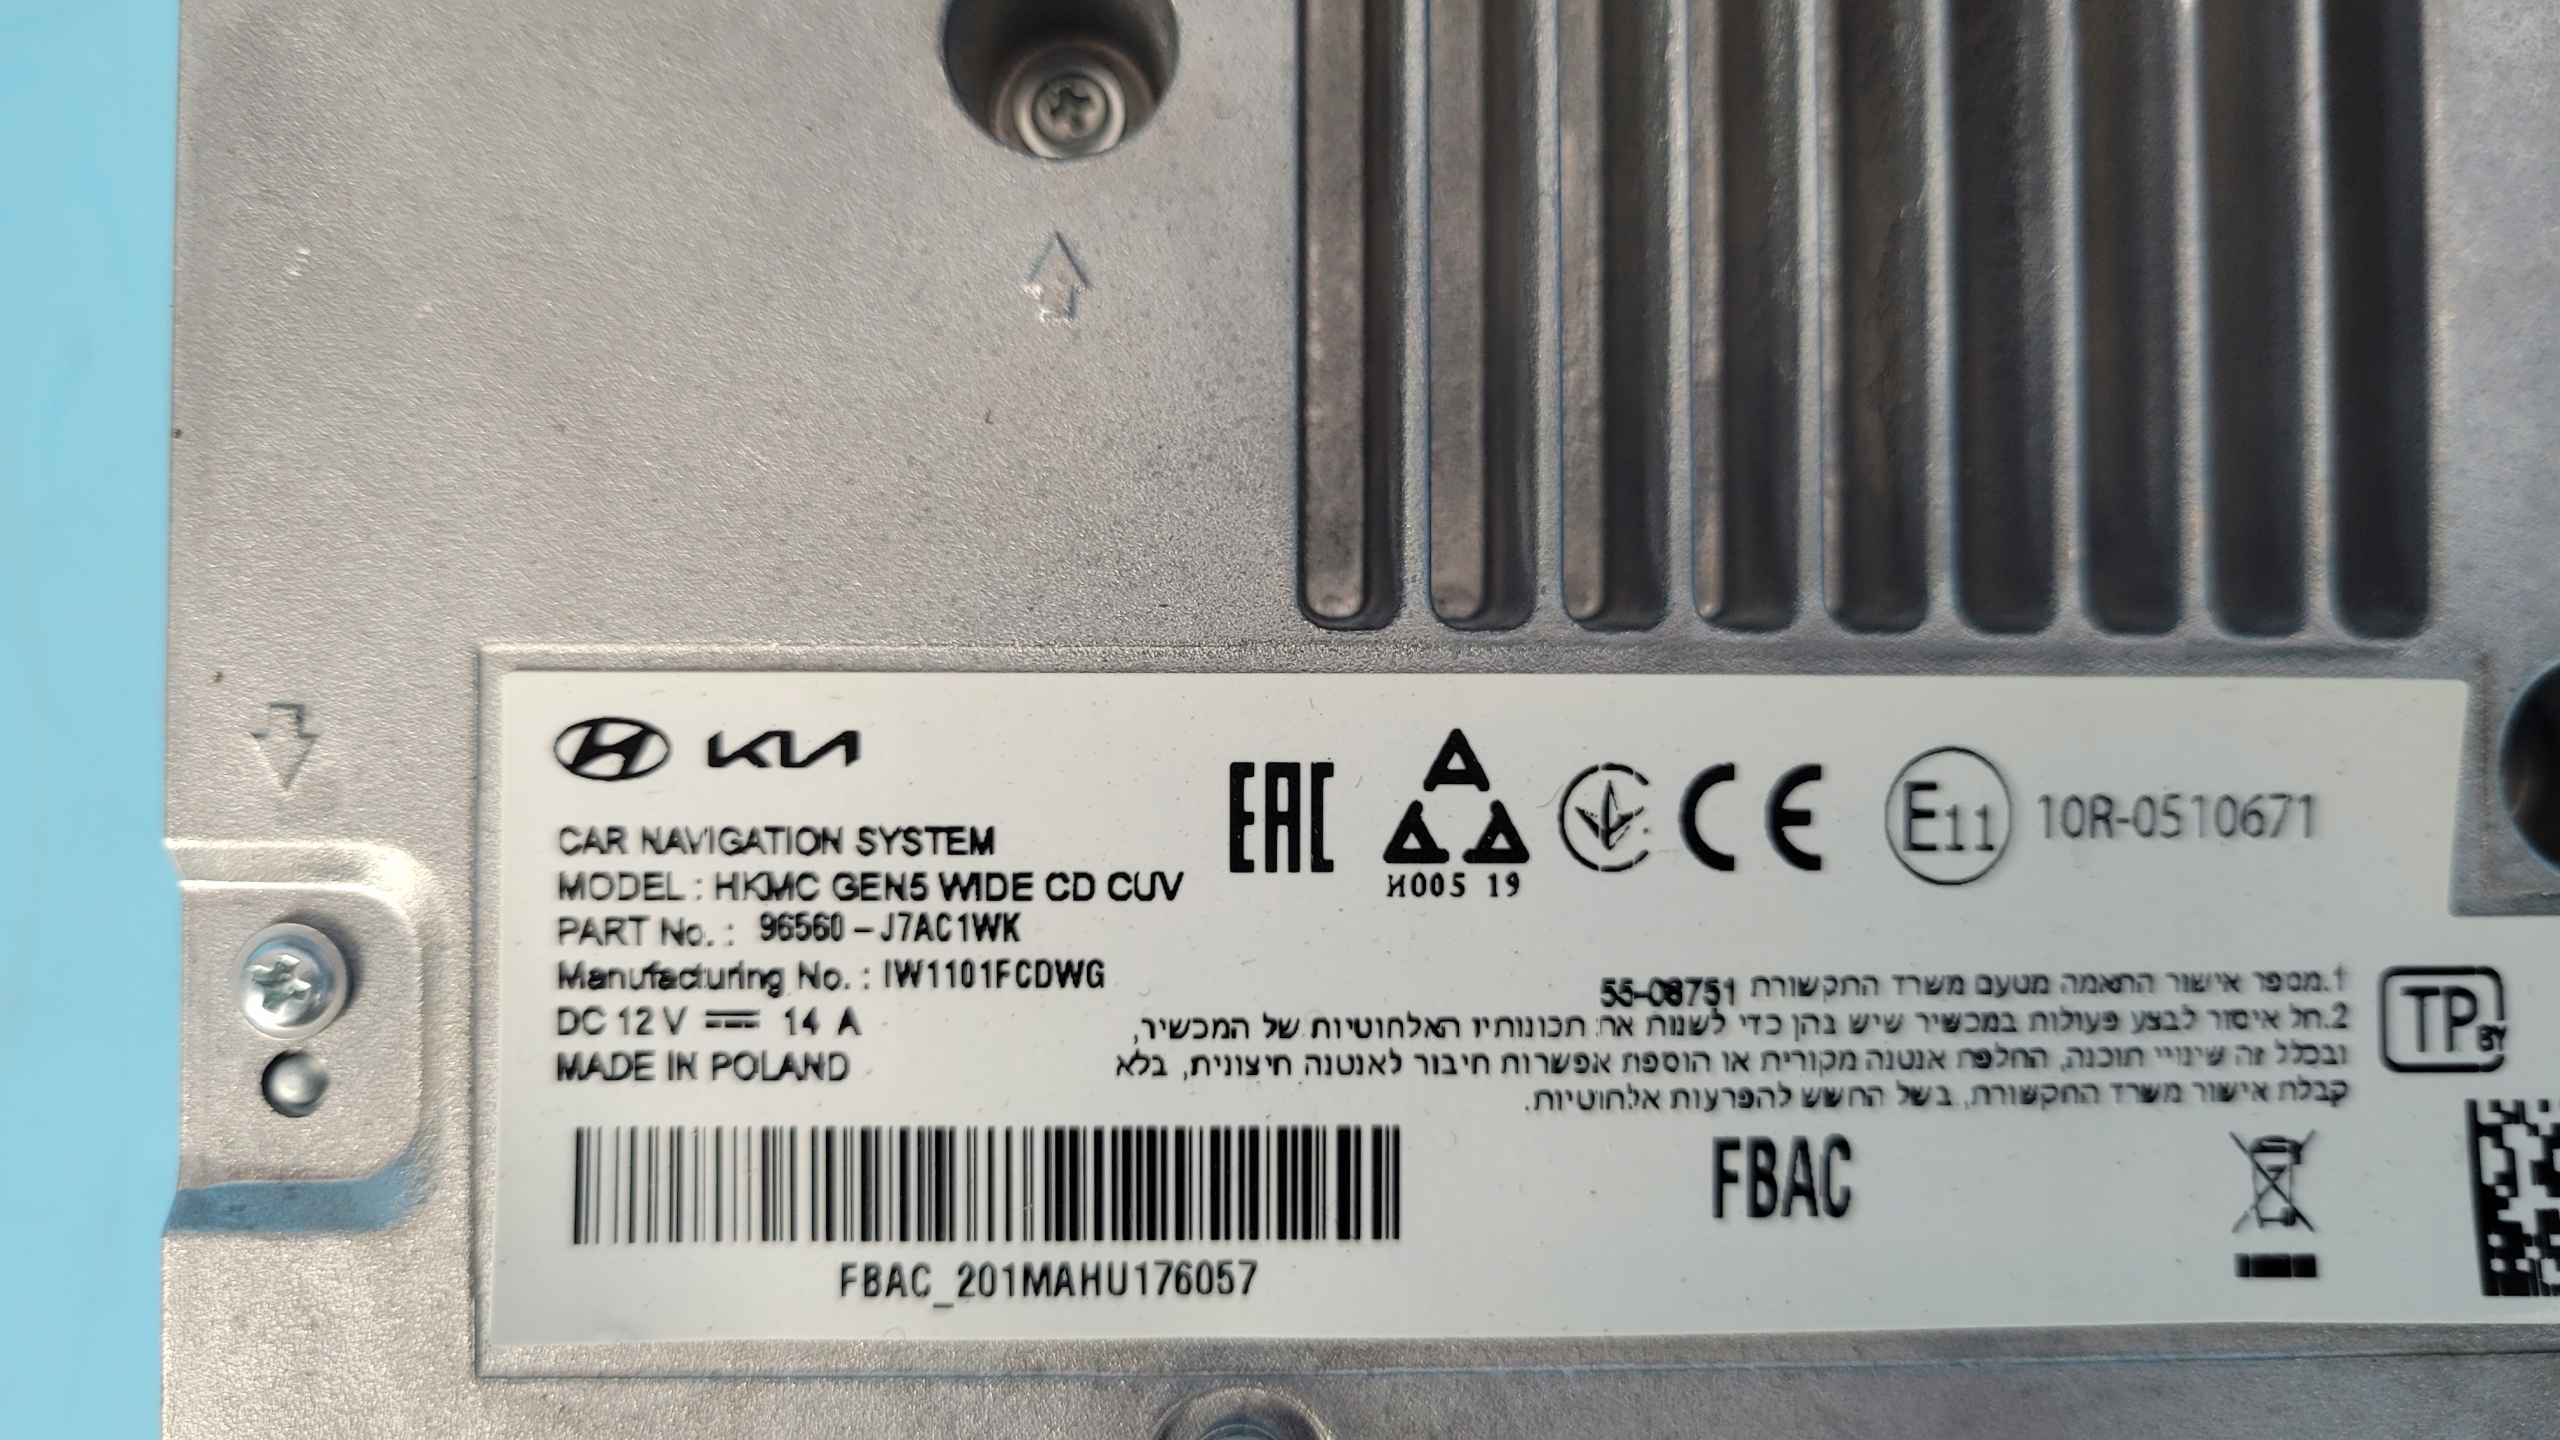 KIA
CAR NAVIGATION SYSTEM
MODEL : HKMC GEN5 WIDE CD CUV
PART No. : 96560-J7AC1WK
Manufacturing No. : IW1101FCDWG
DC 12 V ⎓ 14 A
MADE IN POLAND
FBAC_201MAHU176057
EAC
A
И005 19
CE
E11 10R-0510671
1.מספר אישור התאמה מטעם משרד התקשורת 55-08751
2.חל איסור לבצע פעולות במכשיר שיש בהן כדי לשנות את תכונותיו האלחוטיות של המכשיר,
ובכלל זה שינויי תוכנה, החלפת אנטנה מקורית או הוספת אפשרות חיבור לאנטנה חיצונית, בלא
קבלת אישור משרד התקשורת, בשל החשש להפרעות אלחוטיות.
TP
BY
FBAC